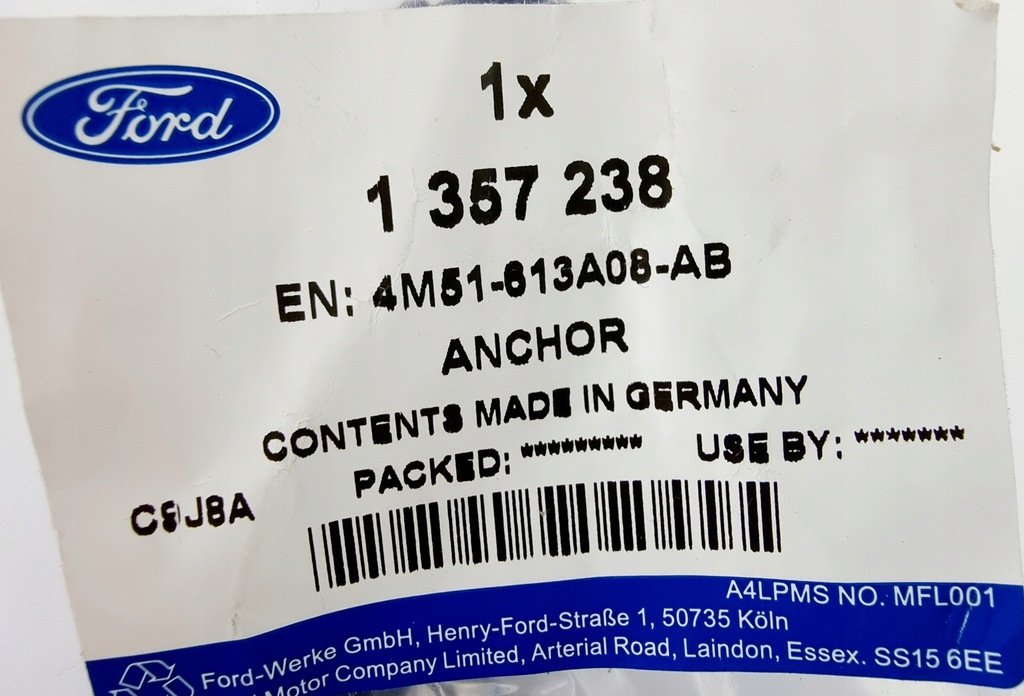 Ford
1x
1 357 238
EN: 4M51-613A08-AB
ANCHOR
CONTENTS MADE IN GERMANY
PACKED: ********* USE BY: *******
A4LPMS NO. MFL001
Ford-Werke GmbH, Henry-Ford-Straße 1, 50735 Köln
Motor Company Limited, Arterial Road, Laindon, Essex. SS15 6EE